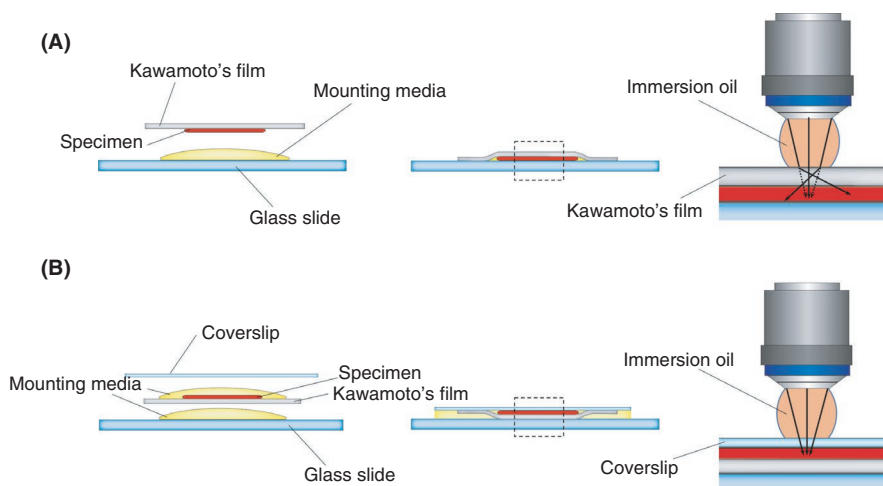 (A)
Kawamoto's film
Mounting media
Specimen
Glass slide
Immersion oil
Kawamoto's film
(B)
Coverslip
Mounting media
Specimen
Kawamoto's film
Glass slide
Immersion oil
Coverslip